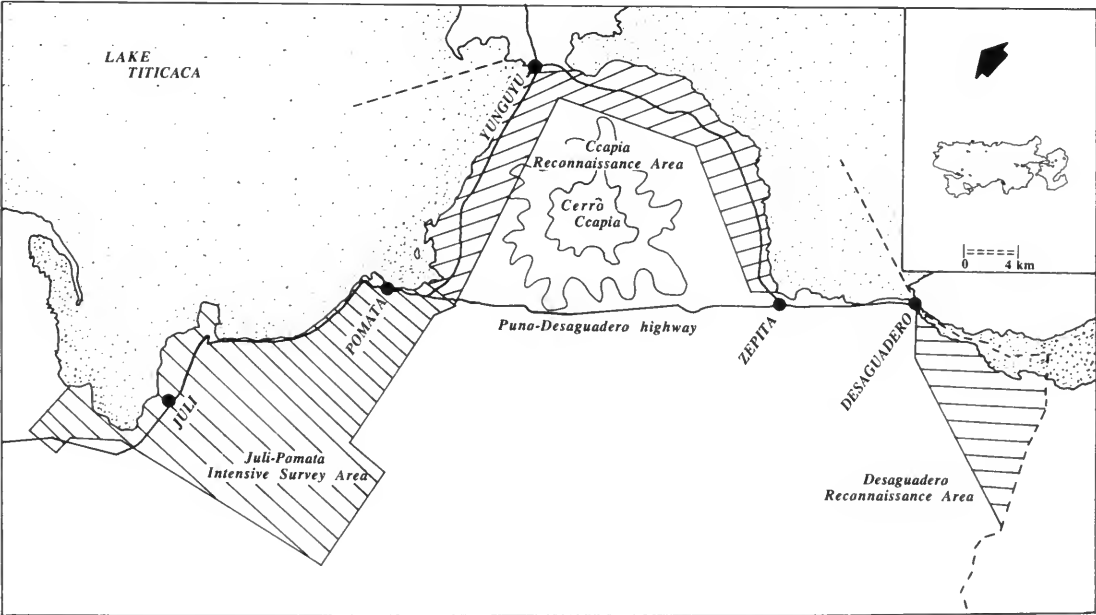 LAKE
TITICACA
YUNGUYU
Ccapia
Reconnaissance Area
Cerro
Ccapia
0 4 km
POMATA
Puno-Desaguadero highway
ZEPITA
DESAGUADERO
JULI
Juli-Pomata
Intensive Survey Area
Desaguadero
Reconnaissance Area